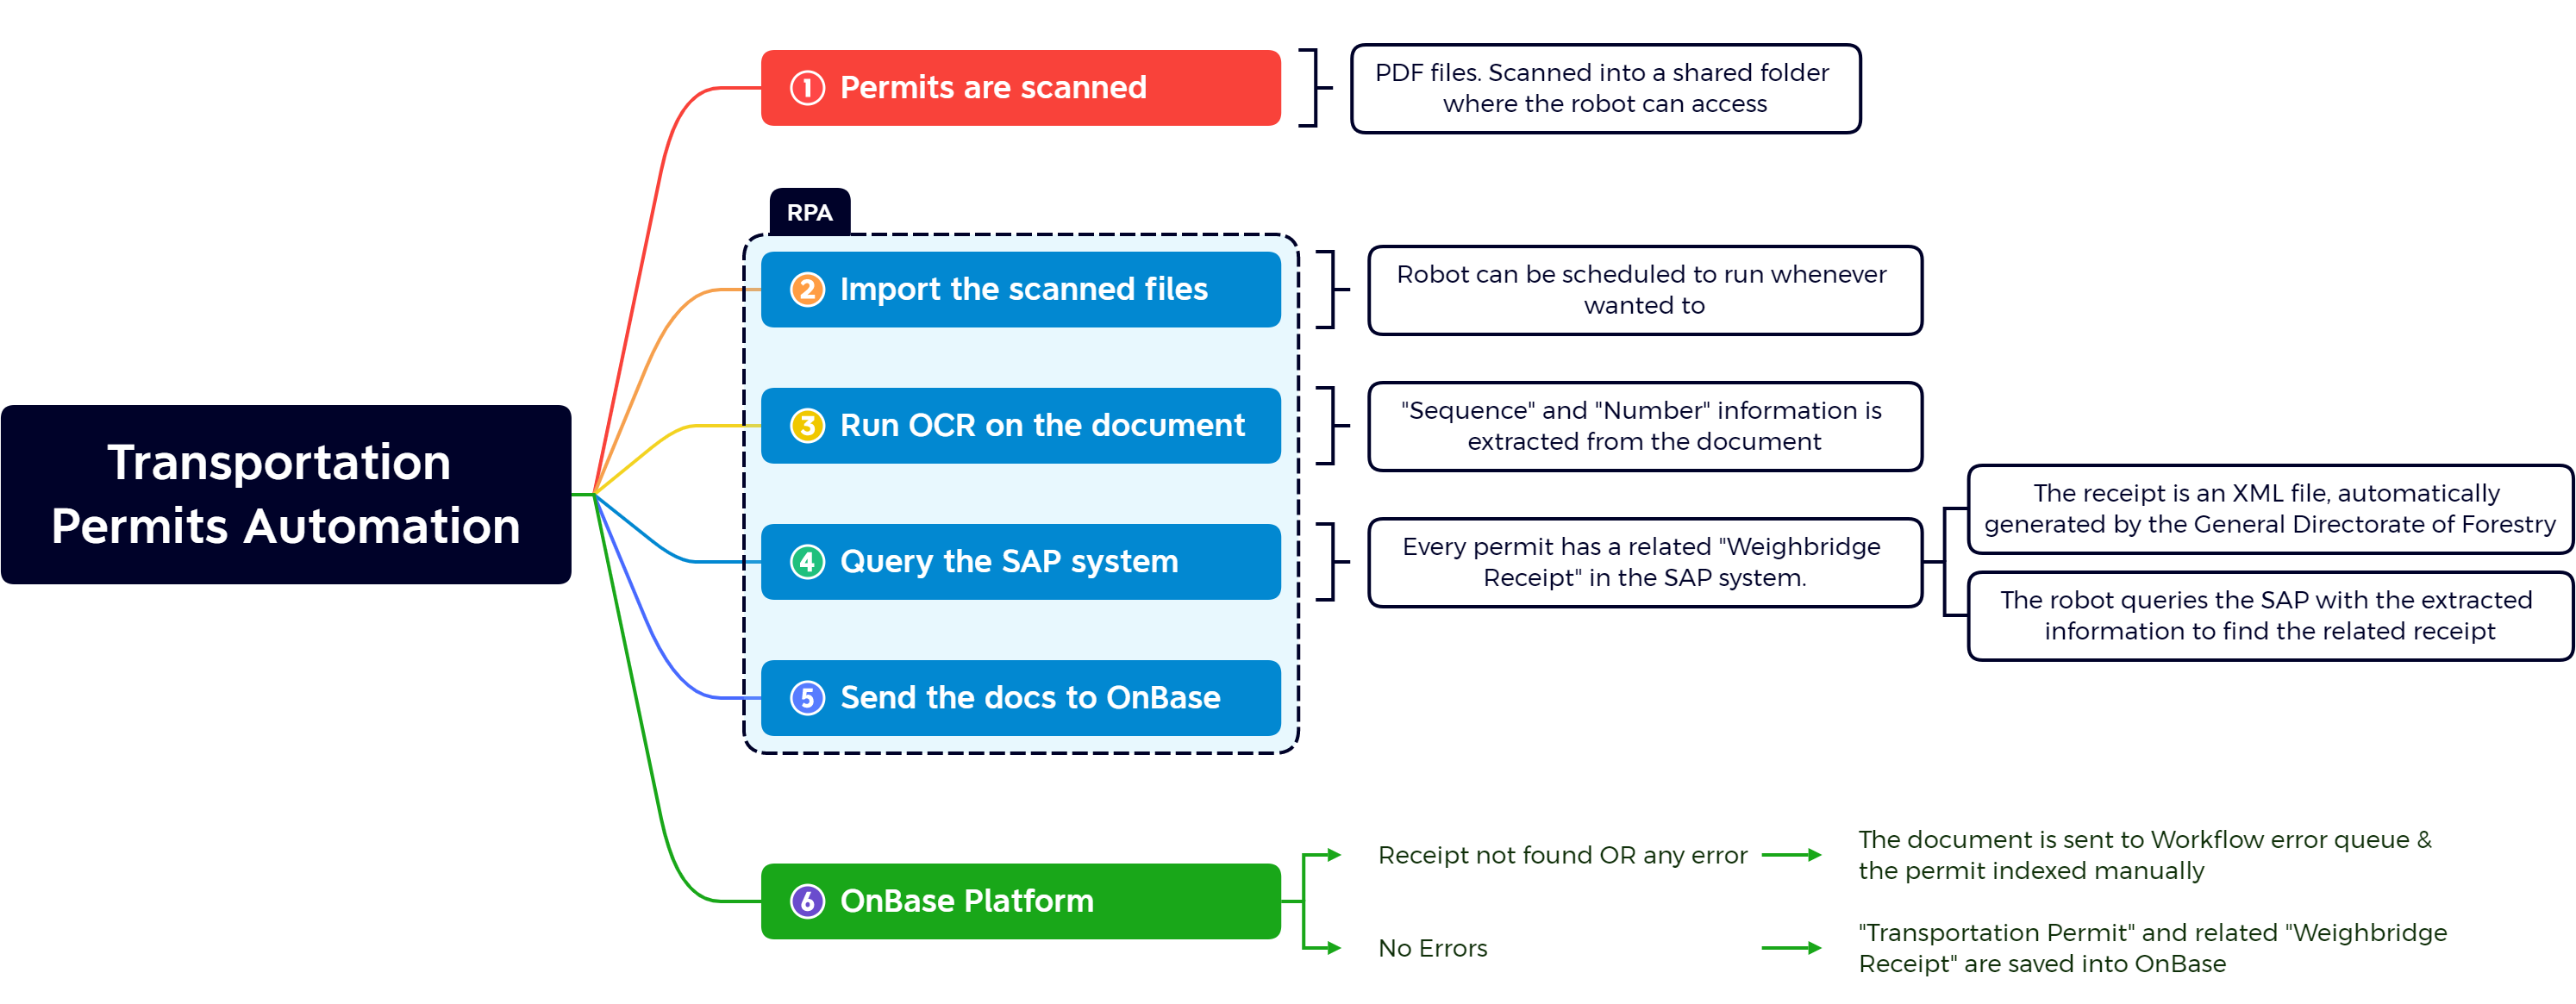 Transportation
Permits Automation
1 Permits are scanned
PDF files. Scanned into a shared folder
where the robot can access
RPA
2 Import the scanned files
Robot can be scheduled to run whenever
wanted to
3 Run OCR on the document
"Sequence" and "Number" information is
extracted from the document
4 Query the SAP system
Every permit has a related "Weighbridge
Receipt" in the SAP system.
The receipt is an XML file, automatically
generated by the General Directorate of Forestry
The robot queries the SAP with the extracted
information to find the related receipt
5 Send the docs to OnBase
6 OnBase Platform
Receipt not found OR any error
The document is sent to Workflow error queue &
the permit indexed manually
No Errors
"Transportation Permit" and related "Weighbridge
Receipt" are saved into OnBase